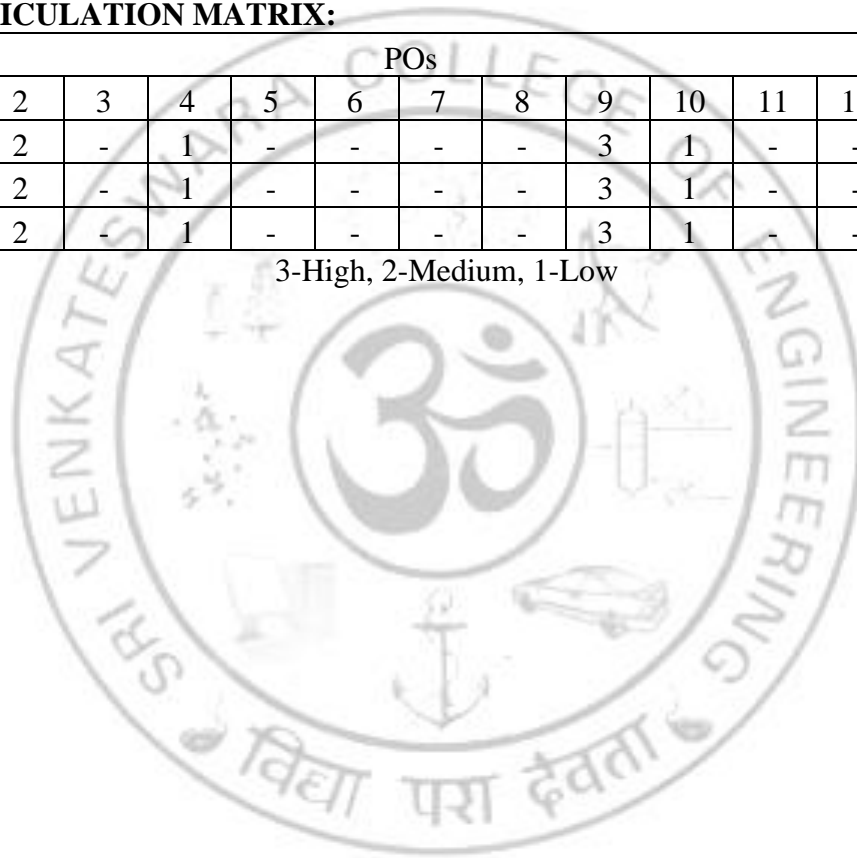 ICULATION MATRIX:
POs
2 3 4 5 6 7 8 9 10 11 1
2 - 1 - - - - 3 1 - -
2 - 1 - - - - 3 1 - -
2 - 1 - - - - 3 1 - -
3-High, 2-Medium, 1-Low
SRI VENKATESWARA COLLEGE OF ENGINEERING
ॐ
विद्या परा देवता